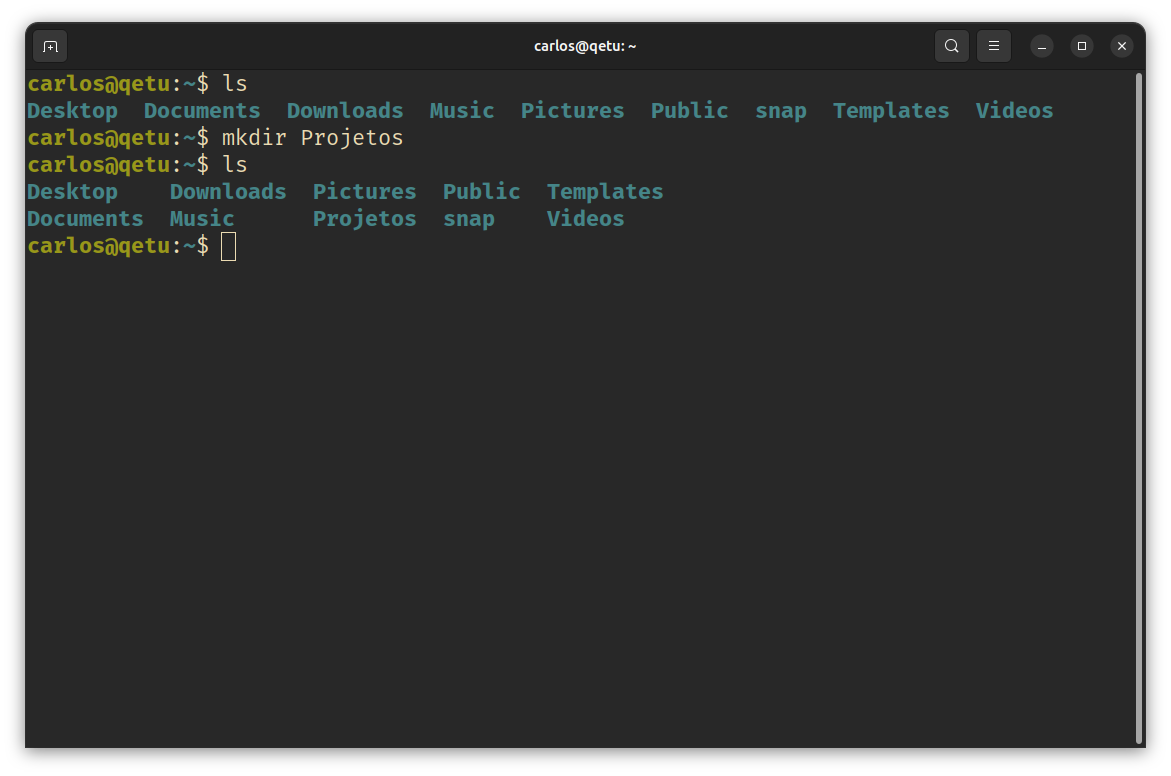 carlos@qetu: ~
carlos@qetu:~$ ls
Desktop  Documents  Downloads  Music  Pictures  Public  snap  Templates  Videos
carlos@qetu:~$ mkdir Projetos
carlos@qetu:~$ ls
Desktop    Downloads  Pictures  Public  Templates
Documents  Music      Projetos  snap    Videos
carlos@qetu:~$